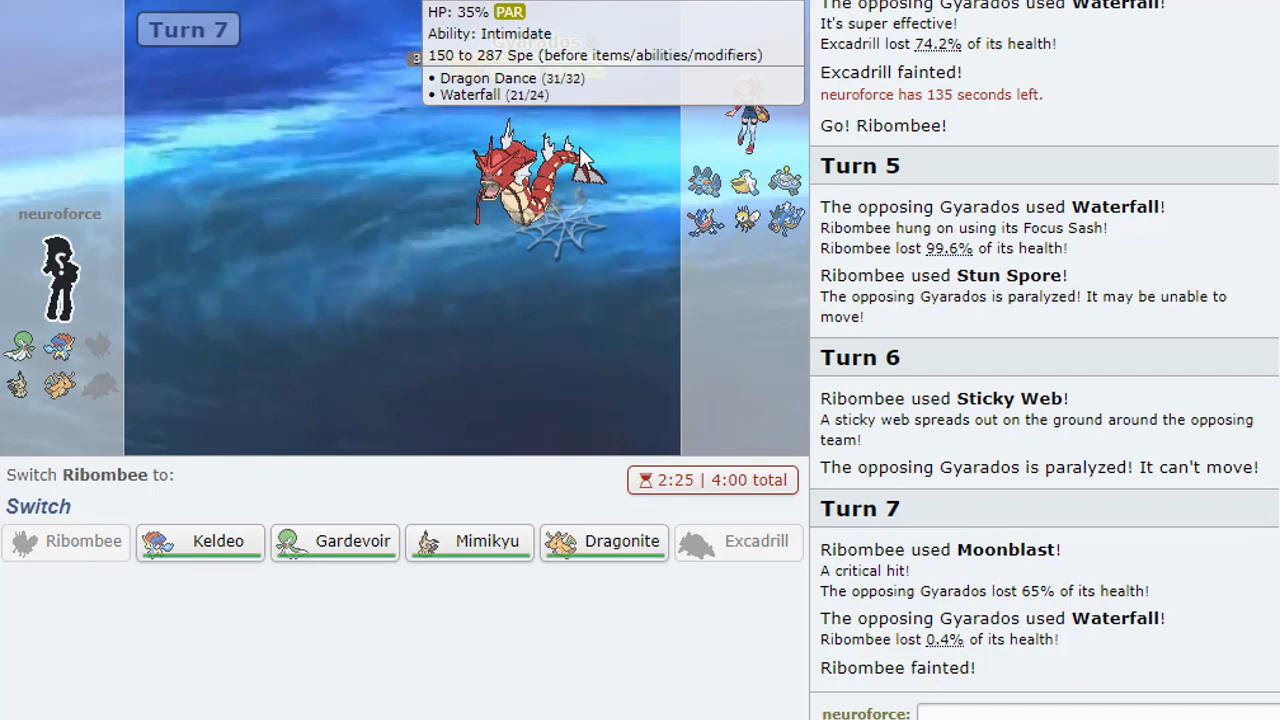 Turn 7
HP: 35% PAR
Ability: Intimidate
150 to 287 Spe (before items/abilities/modifiers)
• Dragon Dance (31/32)
• Waterfall (21/24)
neuroforce
Switch Ribombee to:
2:25 | 4:00 total
Switch
Ribombee
Keldeo
Gardevoir
Mimikyu
Dragonite
Excadrill
The opposing Gyarados used Waterfall!
It's super effective!
Excadrill lost 74.2% of its health!
Excadrill fainted!
neuroforce has 135 seconds left.
Go! Ribombee!
Turn 5
The opposing Gyarados used Waterfall!
Ribombee hung on using its Focus Sash!
Ribombee lost 99.6% of its health!
Ribombee used Stun Spore!
The opposing Gyarados is paralyzed! It may be unable to
move!
Turn 6
Ribombee used Sticky Web!
A sticky web spreads out on the ground around the opposing
team!
The opposing Gyarados is paralyzed! It can't move!
Turn 7
Ribombee used Moonblast!
A critical hit!
The opposing Gyarados lost 65% of its health!
The opposing Gyarados used Waterfall!
Ribombee lost 0.4% of its health!
Ribombee fainted!
neuroforce: